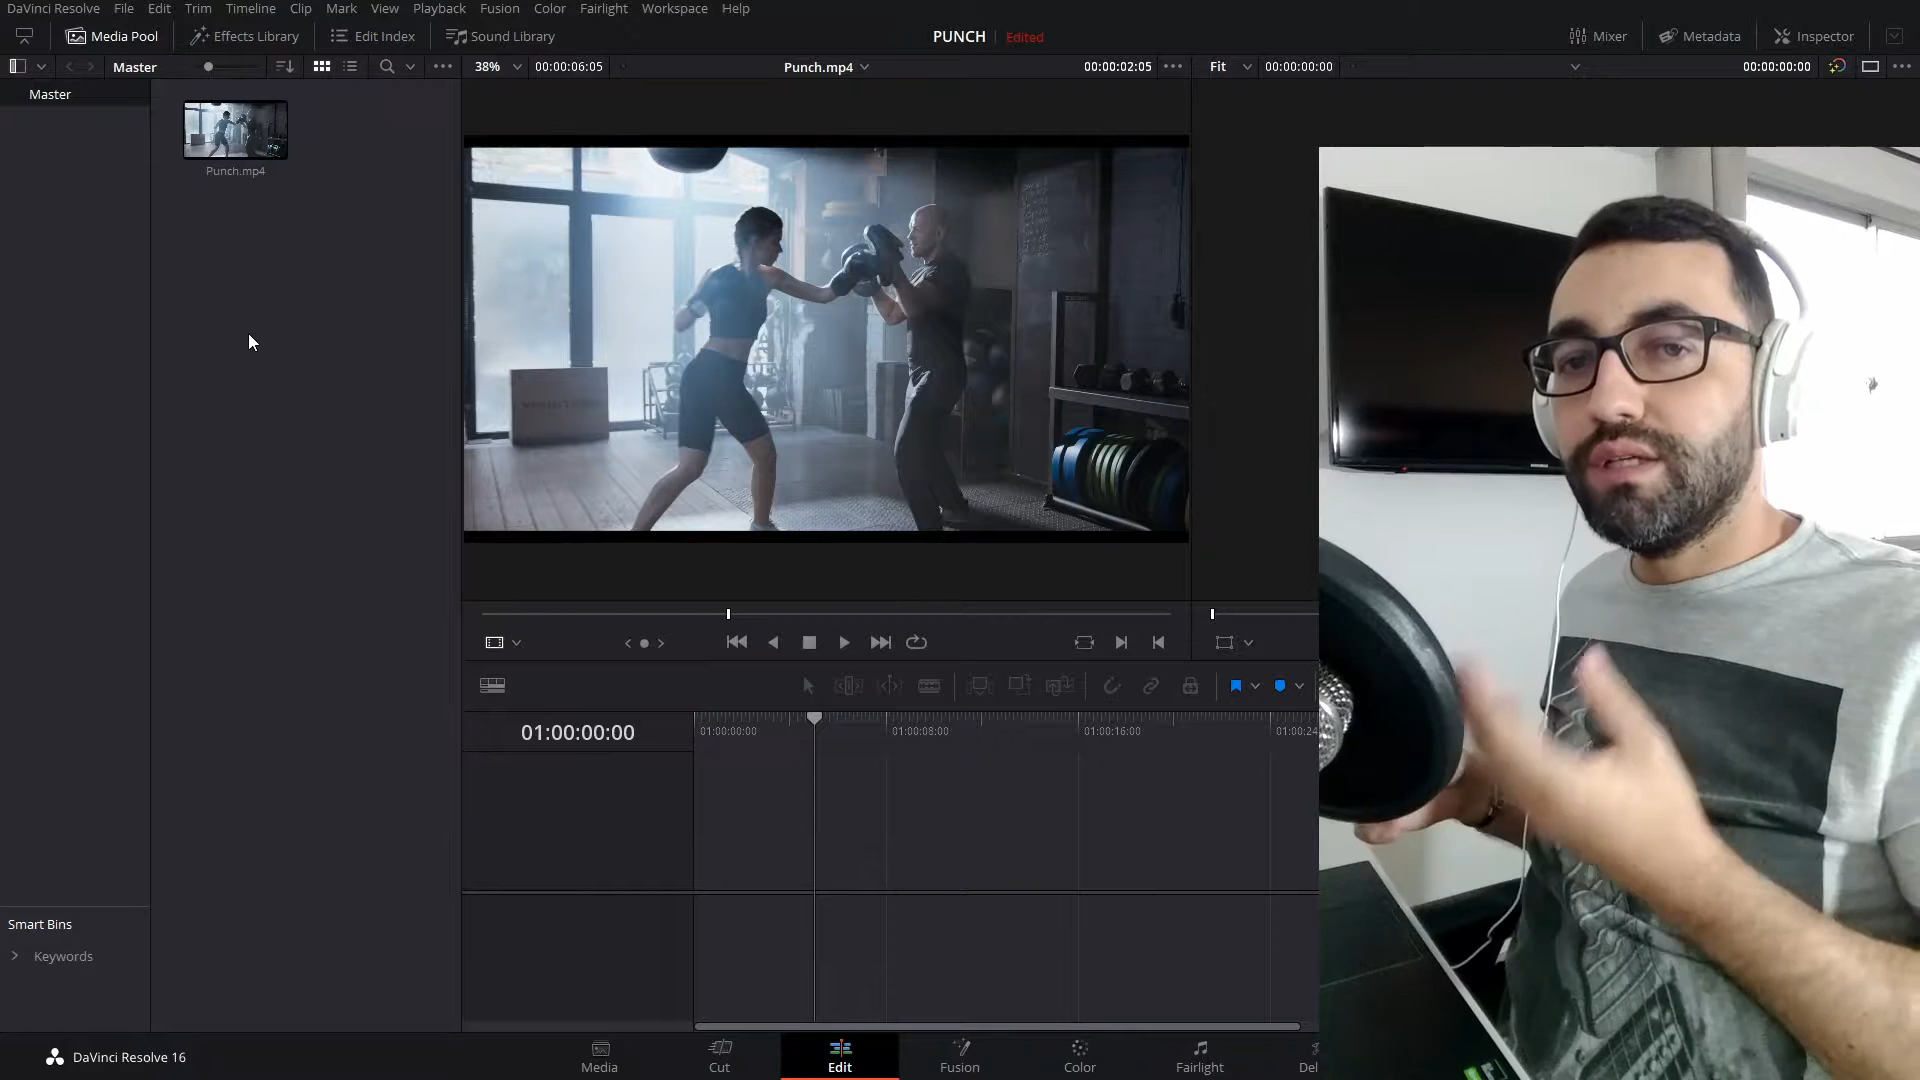 DaVinci Resolve File Edit Trim Timeline Clip Mark View Playback Fusion Color Fairlight Workspace Help
Media Pool Effects Library Edit Index Sound Library PUNCH Edited Mixer Metadata Inspector
Master 38% 00:00:06:05 Punch.mp4 00:00:02:05 Fit 00:00:00:00 00:00:00:00
Master
Punch.mp4
01:00:00:00 01:00:00:00 01:00:08:00 01:00:16:00 01:00:24
Smart Bins
Keywords
DaVinci Resolve 16 Media Cut Edit Fusion Color Fairlight Del